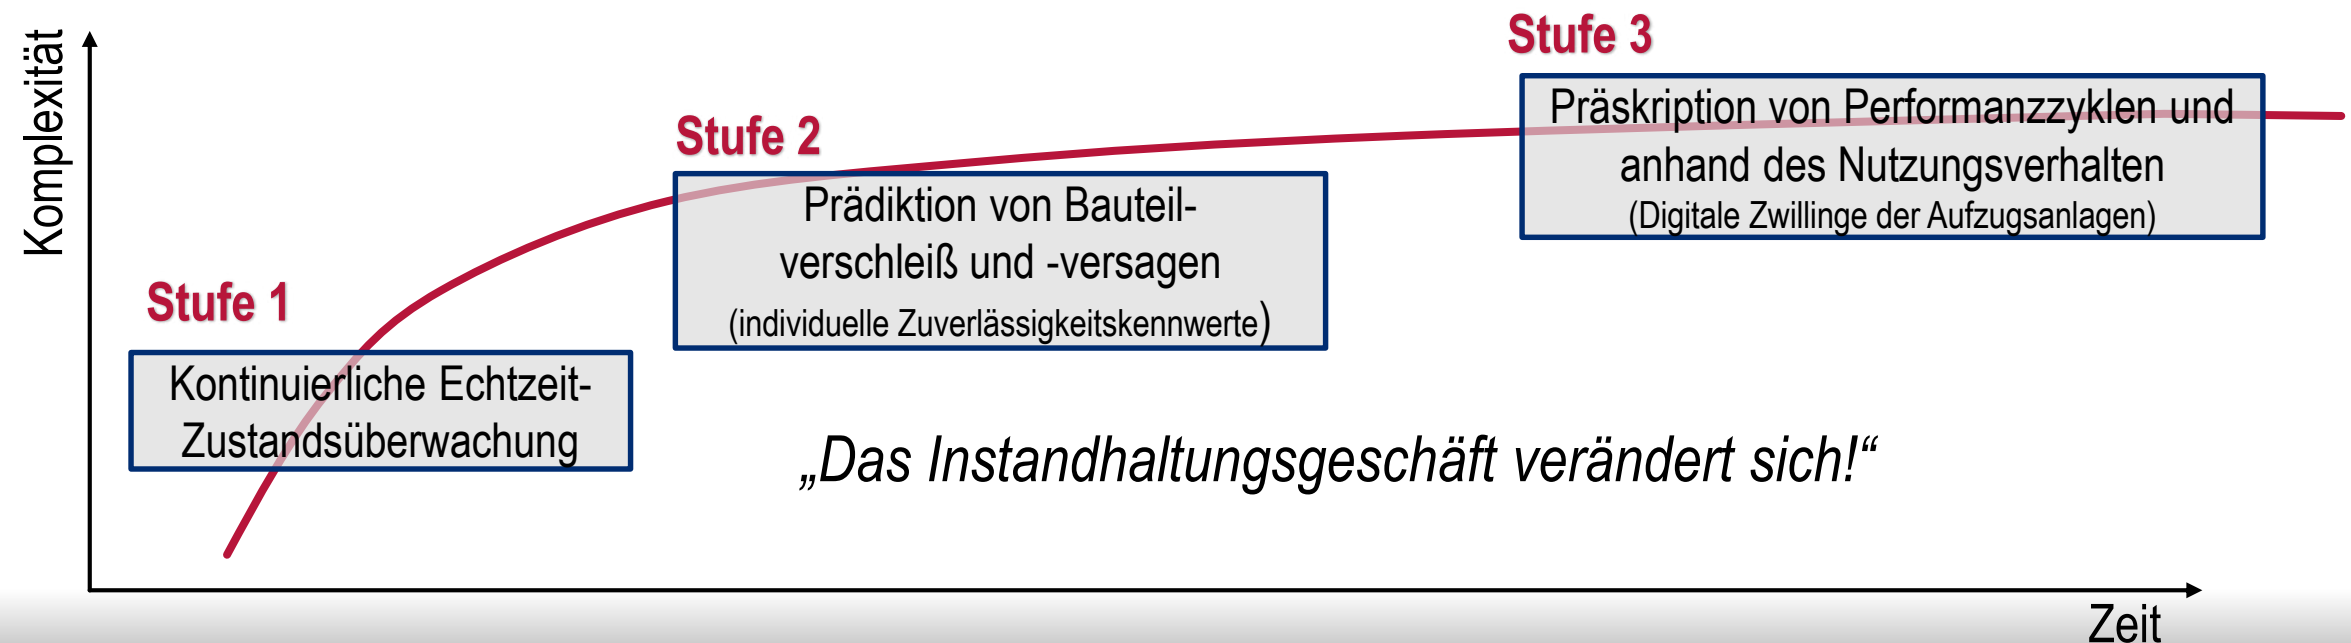 Komplexität
Stufe 1
Kontinuierliche Echtzeit-
Zustandsüberwachung
Stufe 2
Prädiktion von Bauteil-
verschleiß und -versagen
(individuelle Zuverlässigkeitskennwerte)
Stufe 3
Präskription von Performanzzyklen und
anhand des Nutzungsverhalten
(Digitale Zwillinge der Aufzugsanlagen)
„Das Instandhaltungsgeschäft verändert sich!“
Zeit